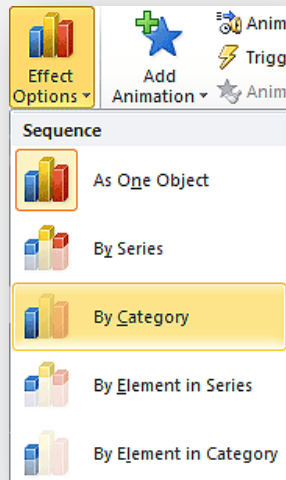 Effect
Options
Add
Animation
Anim
Trigg
Anim
Sequence
As One Object
By Series
By Category
By Element in Series
By Element in Category